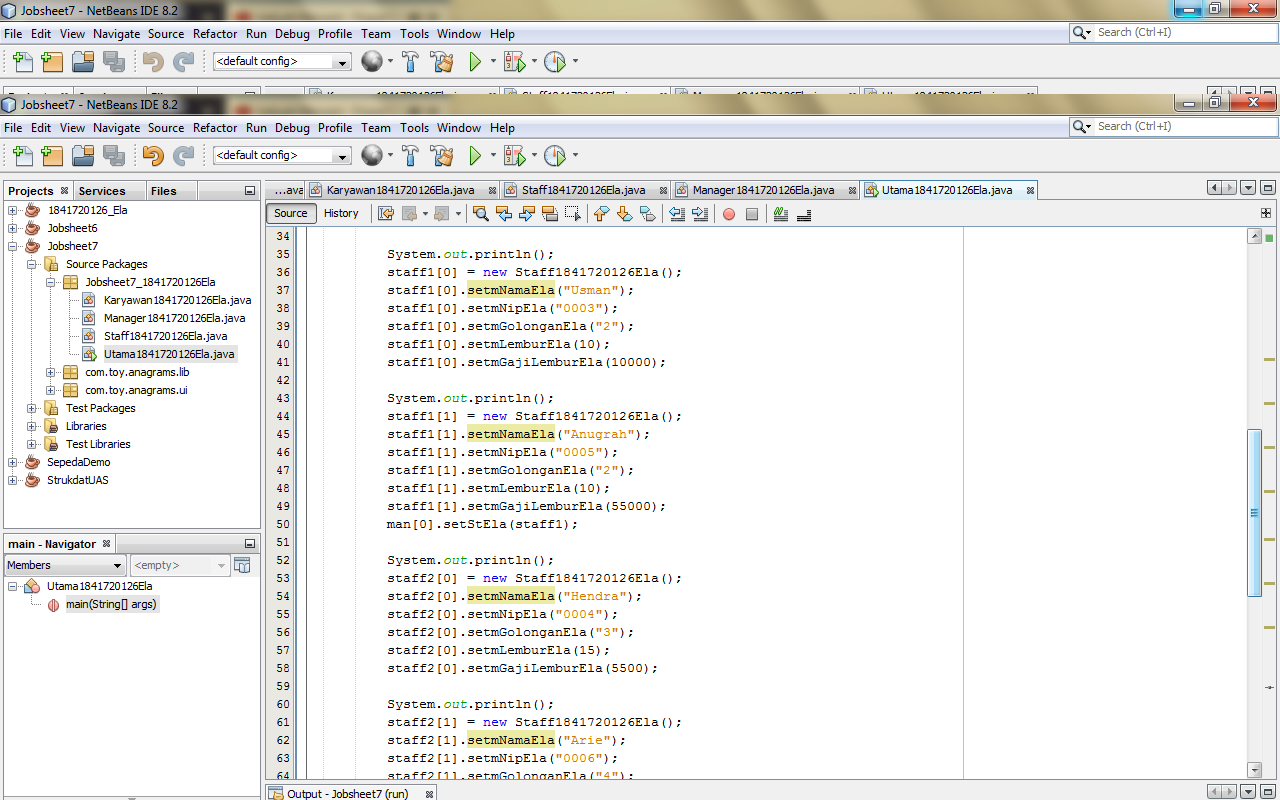 Jobsheet7 - NetBeans IDE 8.2
File Edit View Navigate Source Refactor Run Debug Profile Team Tools Window Help
Search (Ctrl+I)
<default config>
Jobsheet7 - NetBeans IDE 8.2
File Edit View Navigate Source Refactor Run Debug Profile Team Tools Window Help
Search (Ctrl+I)
<default config>
Projects Services Files
...ava Karyawan1841720126Ela.java Staff1841720126Ela.java Manager1841720126Ela.java Utama1841720126Ela.java
Source History
1841720126_Ela
Jobsheet6
Jobsheet7
Source Packages
Jobsheet7_1841720126Ela
Karyawan1841720126Ela.java
Manager1841720126Ela.java
Staff1841720126Ela.java
Utama1841720126Ela.java
com.toy.anagrams.lib
com.toy.anagrams.ui
Test Packages
Libraries
Test Libraries
SepedaDemo
StrukdatUAS
main - Navigator
Members <empty>
Utama1841720126Ela
main(String[] args)
34
35 System.out.println();
36 staff1[0] = new Staff1841720126Ela();
37 staff1[0].setmNamaEla("Usman");
38 staff1[0].setmNipEla("0003");
39 staff1[0].setmGolonganEla("2");
40 staff1[0].setmLemburEla(10);
41 staff1[0].setmGajiLemburEla(10000);
42
43 System.out.println();
44 staff1[1] = new Staff1841720126Ela();
45 staff1[1].setmNamaEla("Anugrah");
46 staff1[1].setmNipEla("0005");
47 staff1[1].setmGolonganEla("2");
48 staff1[1].setmLemburEla(10);
49 staff1[1].setmGajiLemburEla(55000);
50 man[0].setStEla(staff1);
51
52 System.out.println();
53 staff2[0] = new Staff1841720126Ela();
54 staff2[0].setmNamaEla("Hendra");
55 staff2[0].setmNipEla("0004");
56 staff2[0].setmGolonganEla("3");
57 staff2[0].setmLemburEla(15);
58 staff2[0].setmGajiLemburEla(5500);
59
60 System.out.println();
61 staff2[1] = new Staff1841720126Ela();
62 staff2[1].setmNamaEla("Arie");
63 staff2[1].setmNipEla("0006");
64 staff2[1].setmGolonganEla("4");
Output - Jobsheet7 (run)